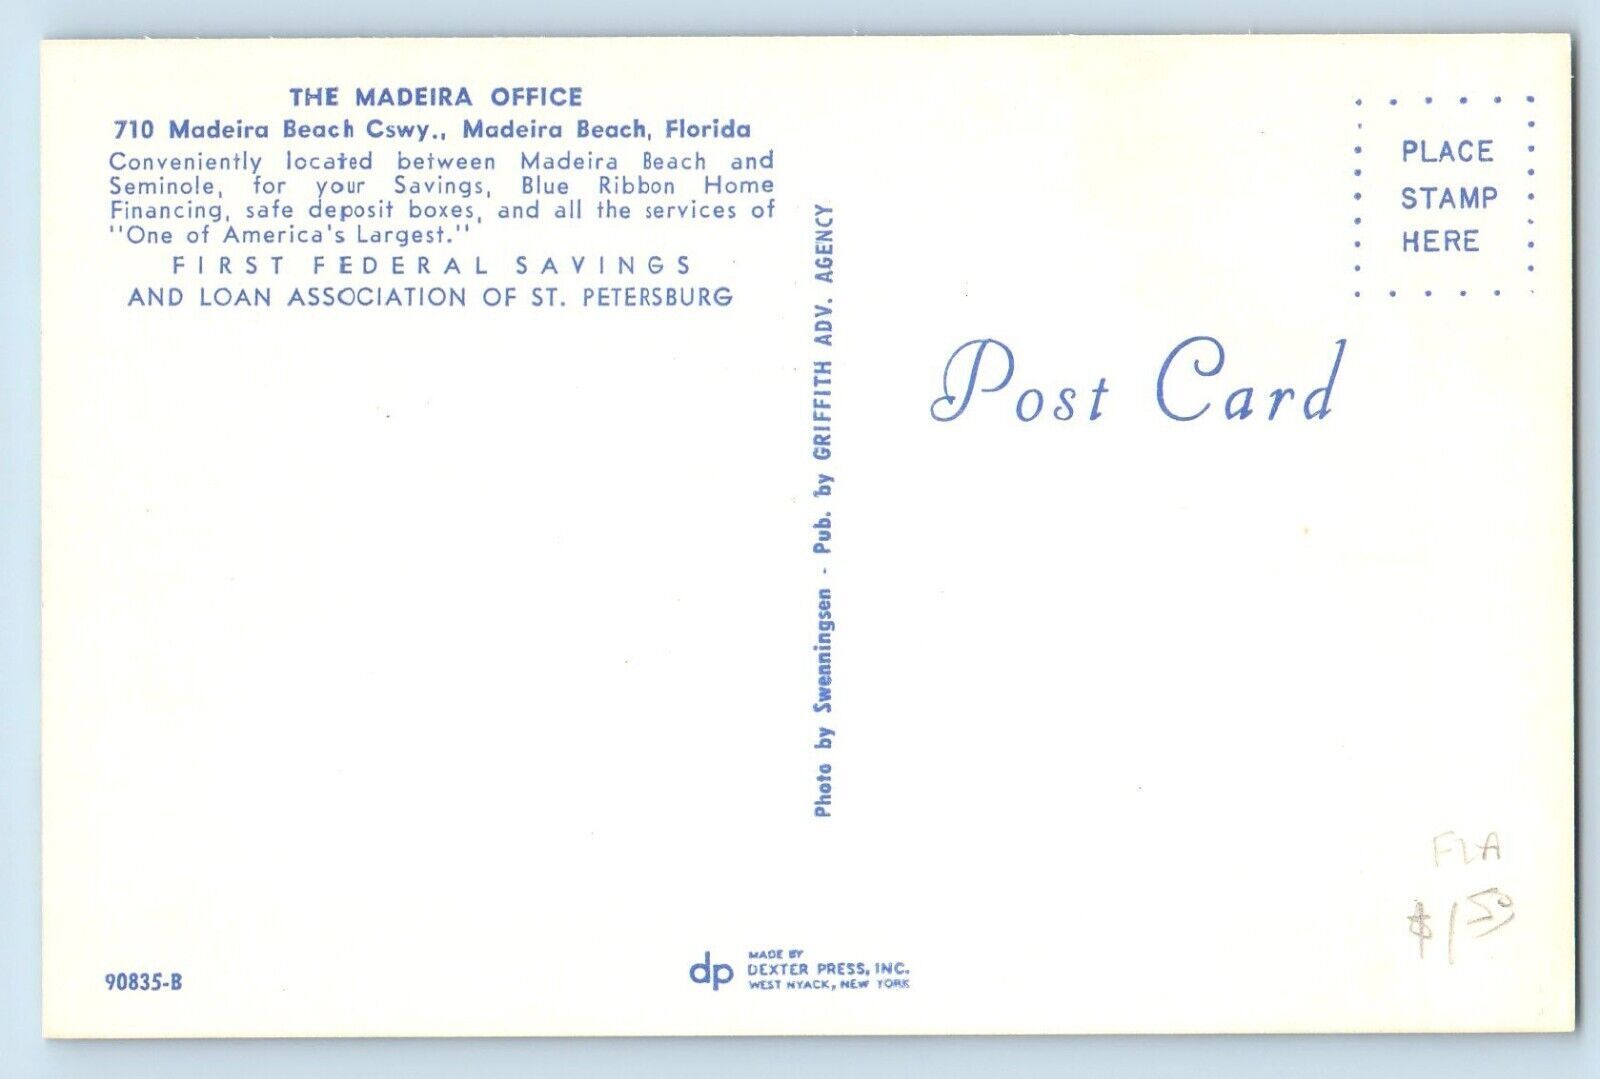 THE MADEIRA OFFICE
710 Madeira Beach Cswy., Madeira Beach, Florida
Conveniently located between Madeira Beach and
Seminole, for your Savings, Blue Ribbon Home
Financing, safe deposit boxes, and all the services of
"One of America's Largest."
FIRST FEDERAL SAVINGS
AND LOAN ASSOCIATION OF ST. PETERSBURG
90835-B
Photo by Swenningsen - Pub. by GRIFFITH ADV. AGENCY
dp
MADE BY
DEXTER PRESS, INC.
WEST NYACK, NEW YORK
PLACE
STAMP
HERE
Post Card
FLA
$1.50